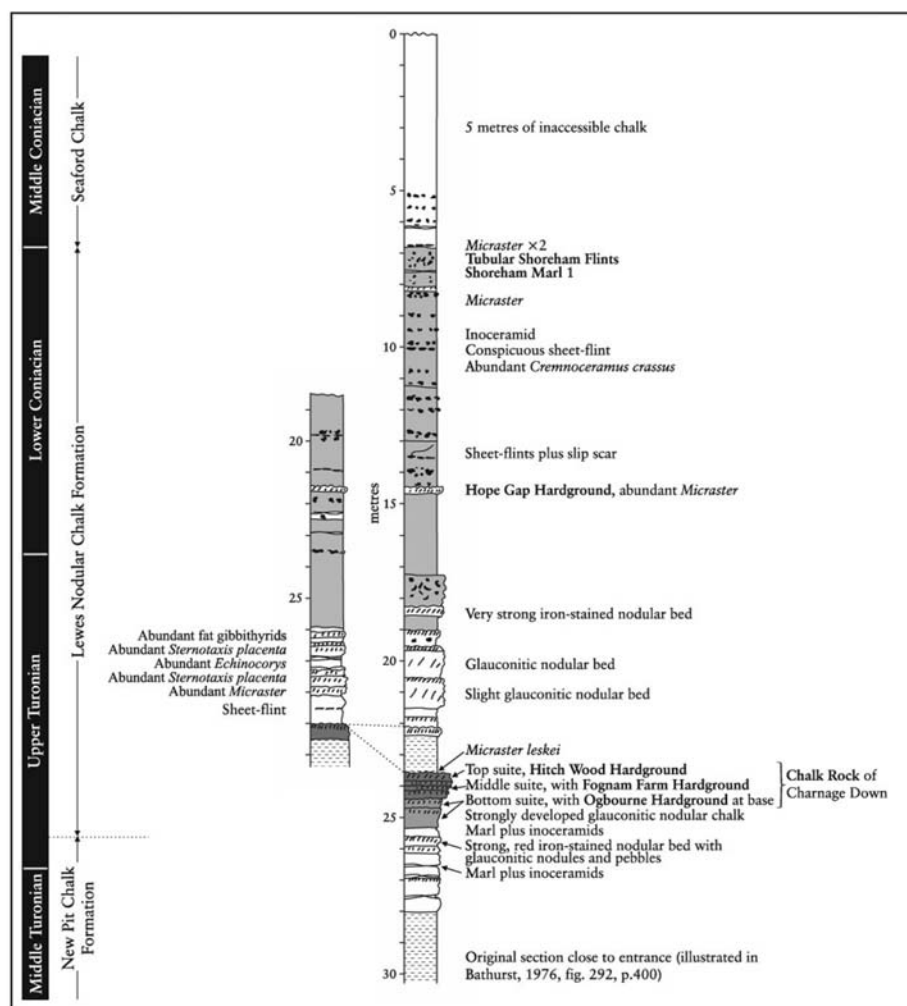 Middle Coniacian
Lower Coniacian
Upper Turonian
Middle Turonian
Seaford Chalk
Lewes Nodular Chalk Formation
New Pit Chalk
Formation
20
25
Abundant fat gibbithyrids
Abundant Sternotaxis placenta
Abundant Echinocorys
Abundant Sternotaxis placenta
Abundant Micraster
Sheet-flint
metres
0
5
10
15
20
25
30
5 metres of inaccessible chalk
Micraster ×2
Tubular Shoreham Flints
Shoreham Marl 1
Micraster
Inoceramid
Conspicuous sheet-flint
Abundant Cremnoceramus crassus
Sheet-flints plus slip scar
Hope Gap Hardground, abundant Micraster
Very strong iron-stained nodular bed
Glauconitic nodular bed
Slight glauconitic nodular bed
Micraster leskei
Top suite, Hitch Wood Hardground
Middle suite, with Fognam Farm Hardground
Bottom suite, with Ogbourne Hardground at base
Chalk Rock of
Charnage Down
Strongly developed glauconitic nodular chalk
Marl plus inoceramids
Strong, red iron-stained nodular bed with
glauconitic nodules and pebbles
Marl plus inoceramids
Original section close to entrance (illustrated in
Bathurst, 1976, fig. 292, p.400)